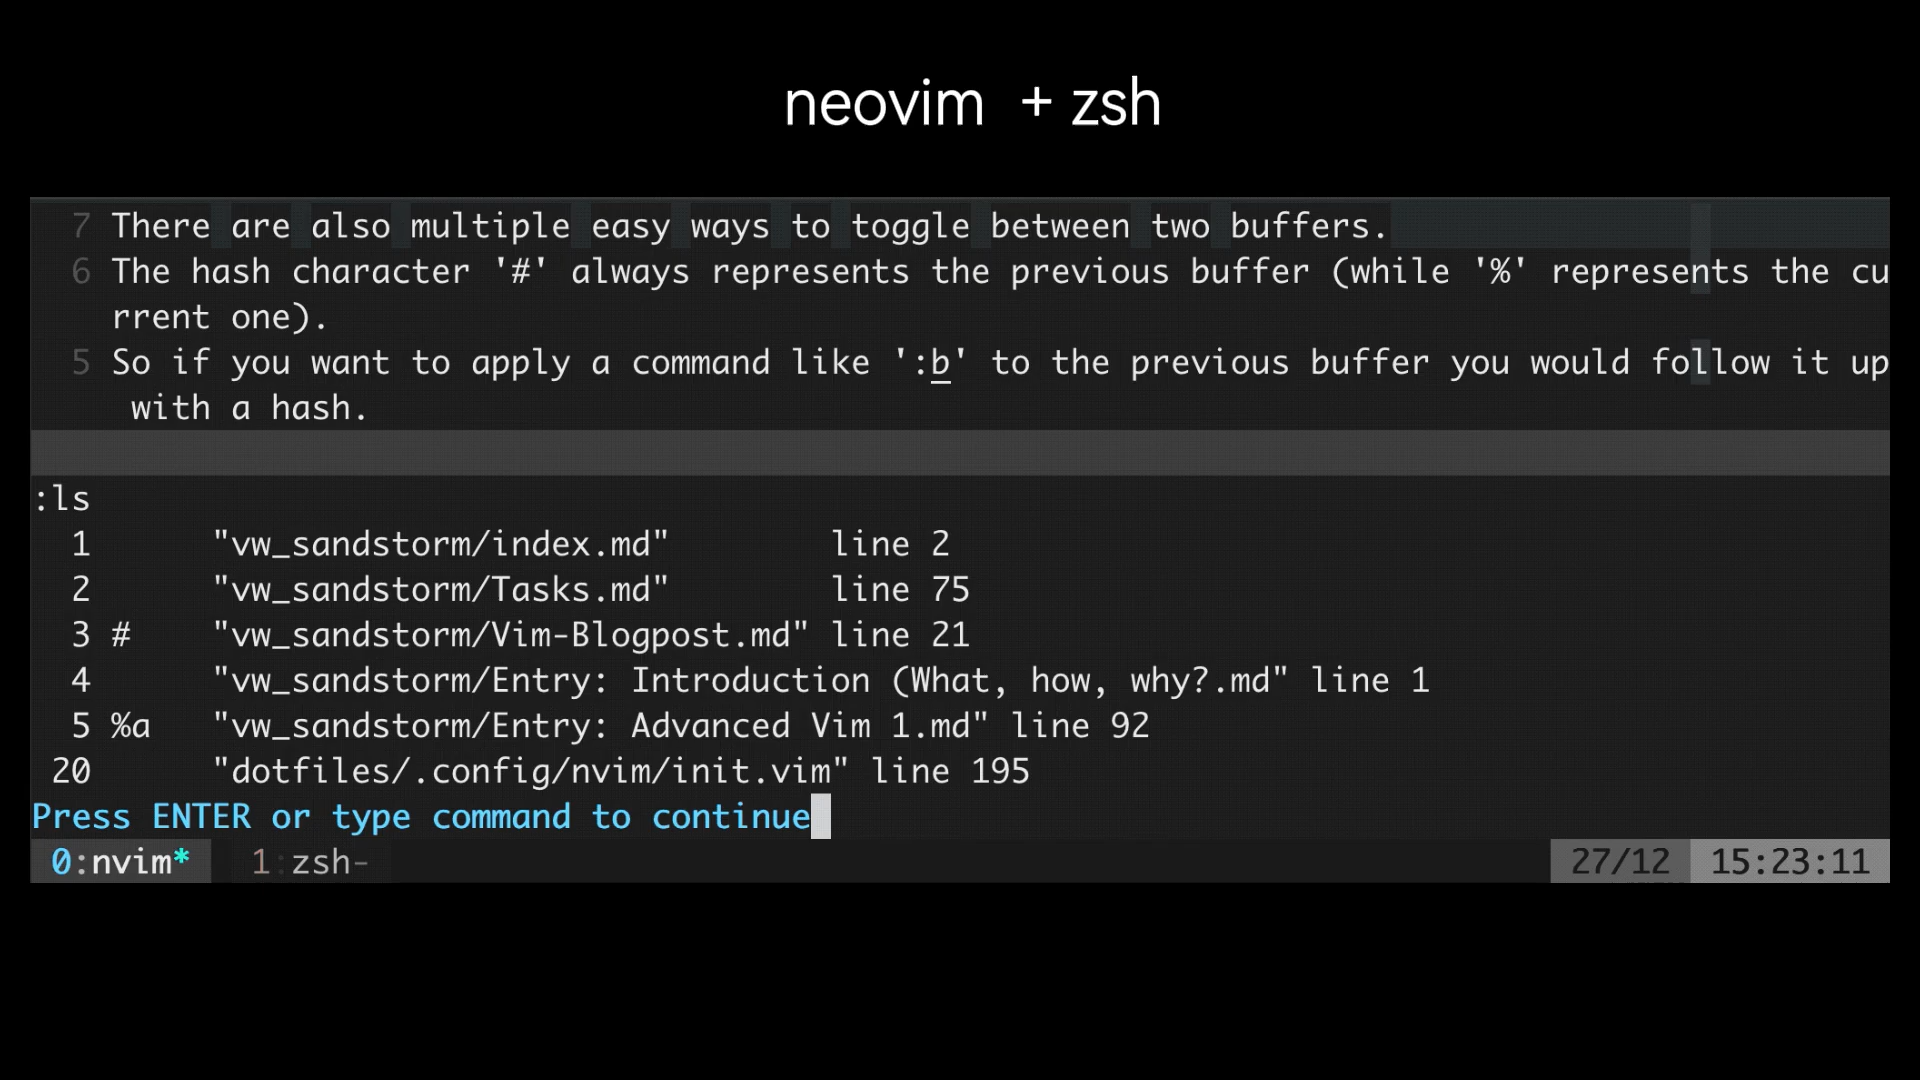 neovim + zsh
7 There are also multiple easy ways to toggle between two buffers.
6 The hash character '#' always represents the previous buffer (while '%' represents the cu
rrent one).
5 So if you want to apply a command like ':b' to the previous buffer you would follow it up
with a hash.
:ls
1 "vw_sandstorm/index.md" line 2
2 "vw_sandstorm/Tasks.md" line 75
3 # "vw_sandstorm/Vim-Blogpost.md" line 21
4 "vw_sandstorm/Entry: Introduction (What, how, why?.md" line 1
5 %a "vw_sandstorm/Entry: Advanced Vim 1.md" line 92
20 "dotfiles/.config/nvim/init.vim" line 195
Press ENTER or type command to continue
0:nvim* 1:zsh- 27/12 15:23:11